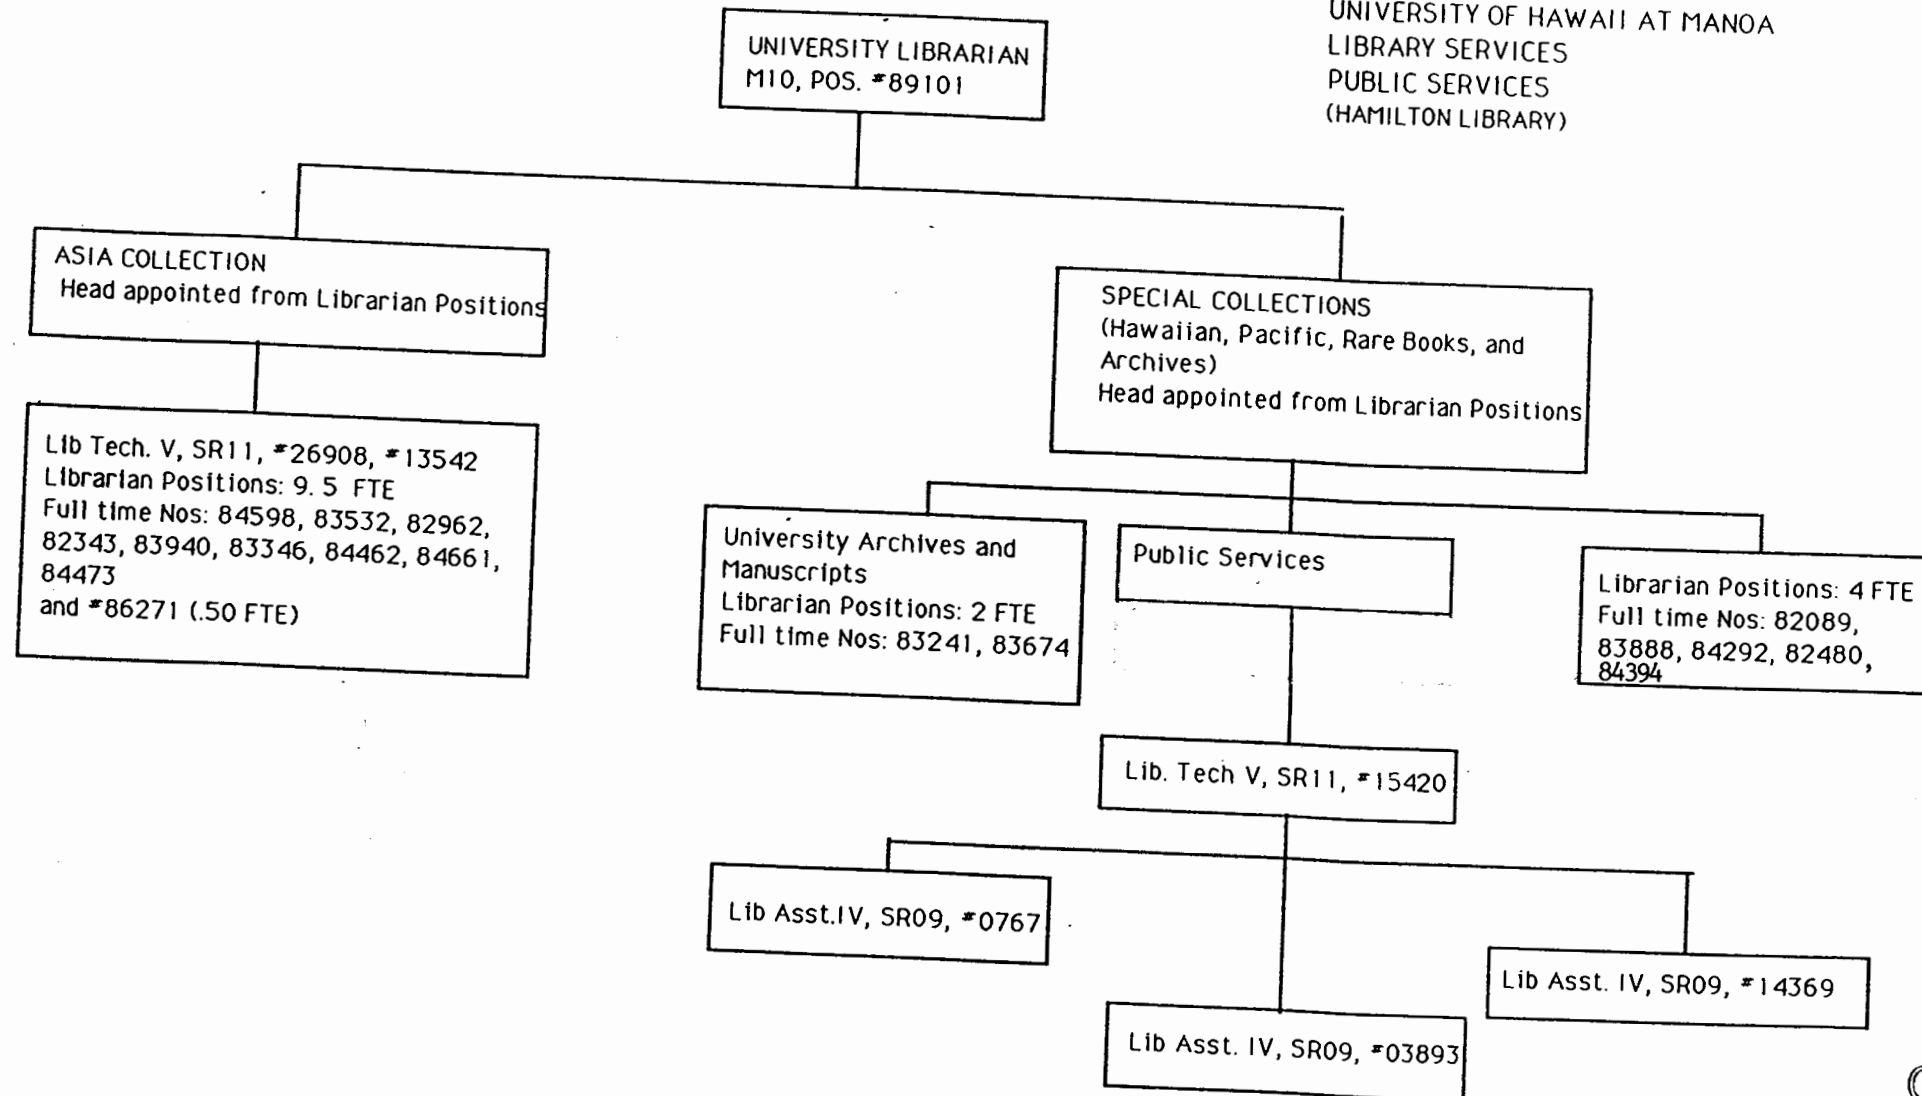 UNIVERSITY OF HAWAII AT MANOA
LIBRARY SERVICES
PUBLIC SERVICES
(HAMILTON LIBRARY)
UNIVERSITY LIBRARIAN
M10, POS. #89101
ASIA COLLECTION
Head appointed from Librarian Positions
SPECIAL COLLECTIONS
(Hawaiian, Pacific, Rare Books, and
Archives)
Head appointed from Librarian Positions
Lib Tech. V, SR11, #26908, #13542
Librarian Positions: 9.5 FTE
Full time Nos: 84598, 83532, 82962,
82343, 83940, 83346, 84462, 84661,
84473
and #86271 (.50 FTE)
University Archives and
Manuscripts
Librarian Positions: 2 FTE
Full time Nos: 83241, 83674
Public Services
Librarian Positions: 4 FTE
Full time Nos: 82089,
83888, 84292, 82480,
84394
Lib. Tech V, SR11, #15420
Lib Asst.IV, SR09, #0767
Lib Asst. IV, SR09, #14369
Lib Asst. IV, SR09, #03893